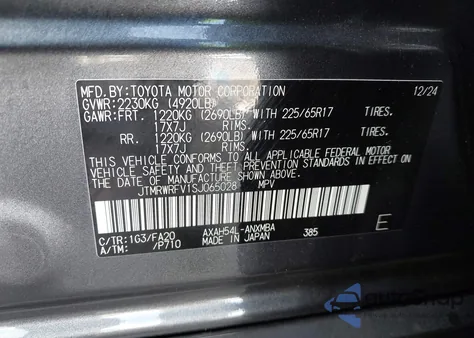 MFD.BY:TOYOTA MOTOR CORPORATION 12/24
GVWR:2230KG (4920LB)
GAWR:FRT. 1220KG (2690LB) WITH 225/65R17 TIRES.
17X7J RIMS.
RR. 1220KG (2690LB) WITH 225/65R17 TIRES.
17X7J RIMS.
THIS VEHICLE CONFORMS TO ALL APPLICABLE FEDERAL MOTOR
VEHICLE SAFETY STANDARDS IN EFFECT ON THE
DATE OF MANUFACTURE SHOWN ABOVE.
JTMRWRFV1SJ065028 MPV
C/TR:1G3/FA20 AXAH54L-ANXMBA 385 E
A/TM: /P710 MADE IN JAPAN
autoSnap